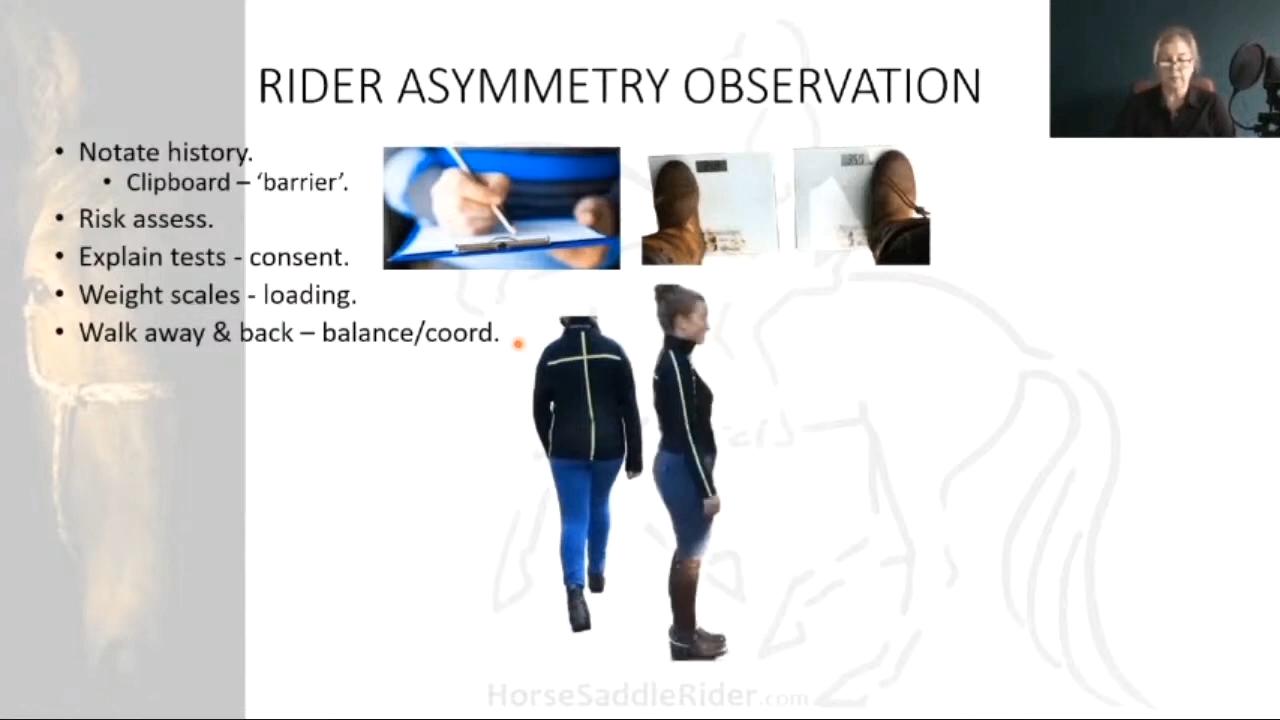 RIDER ASYMMETRY OBSERVATION
• Notate history.
• Clipboard – ‘barrier’.
• Risk assess.
• Explain tests - consent.
• Weight scales - loading.
• Walk away & back – balance/coord.
HorseSaddleRider.com